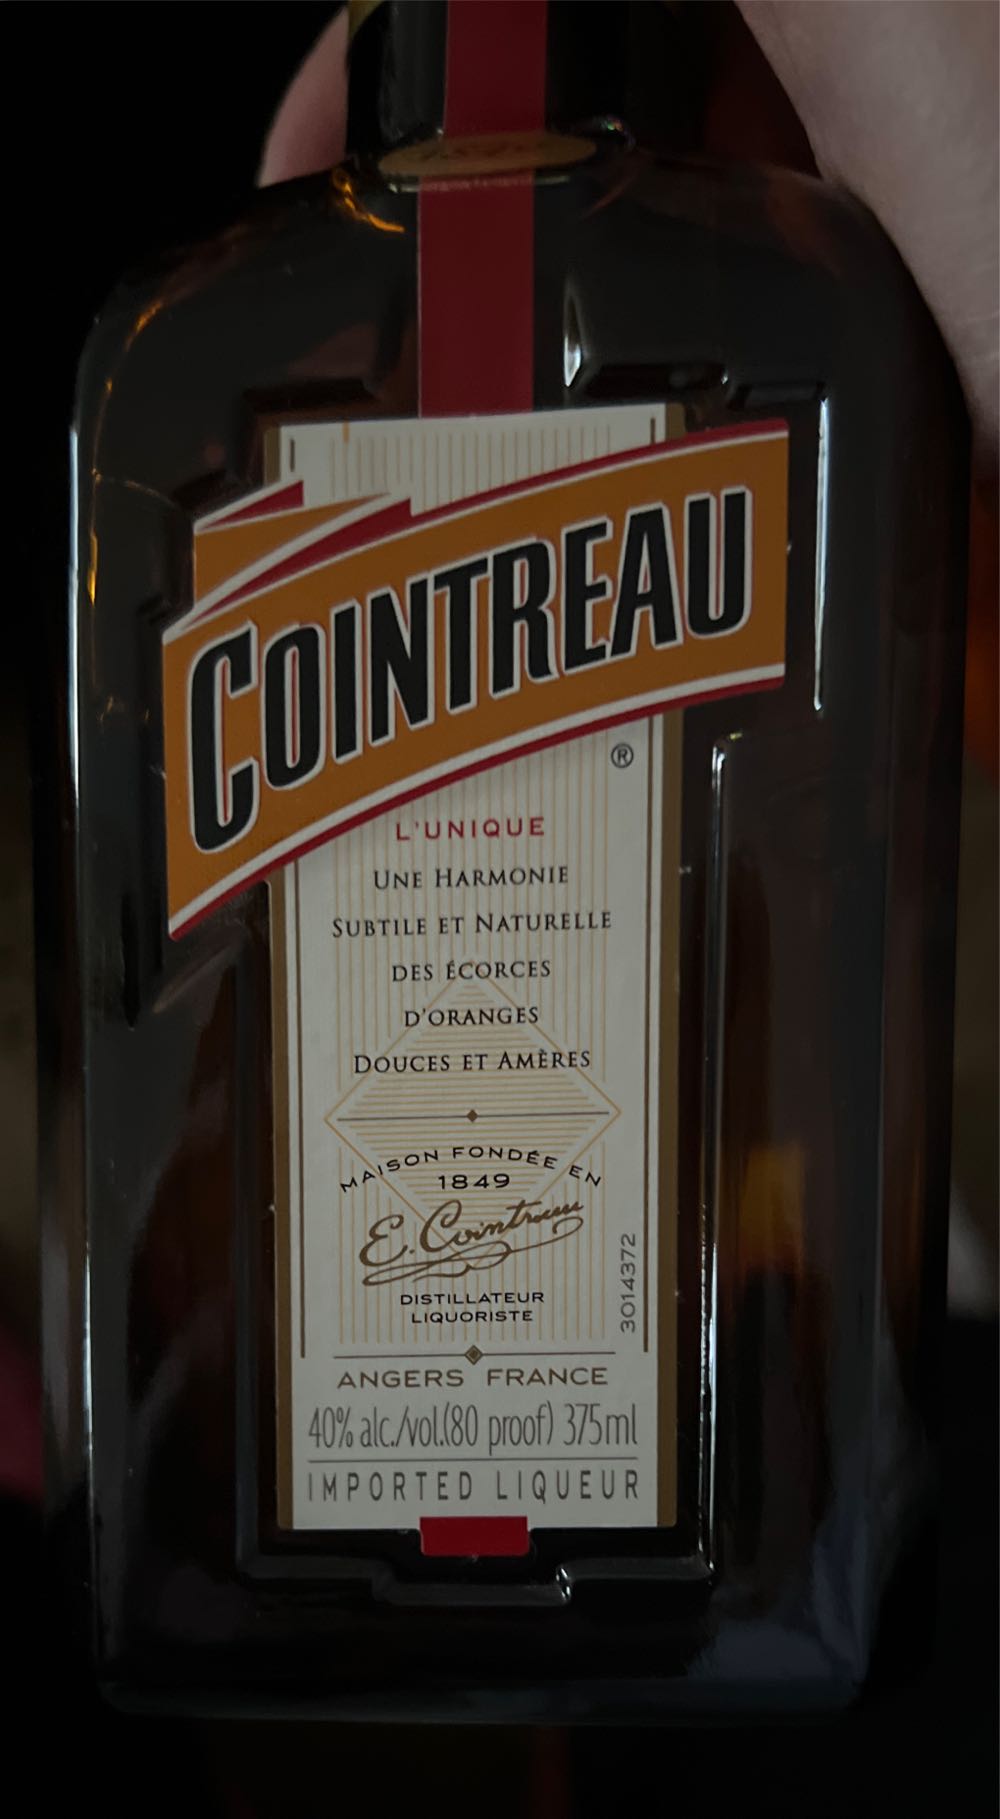 COINTREAU
®
L'UNIQUE
UNE HARMONIE
SUBTILE ET NATURELLE
DES ÉCORCES
D'ORANGES
DOUCES ET AMÈRES
MAISON FONDÉE EN
1849
E. Cointreau
DISTILLATEUR
LIQUORISTE
3014372
ANGERS FRANCE
40% alc./vol.(80 proof) 375ml
IMPORTED LIQUEUR